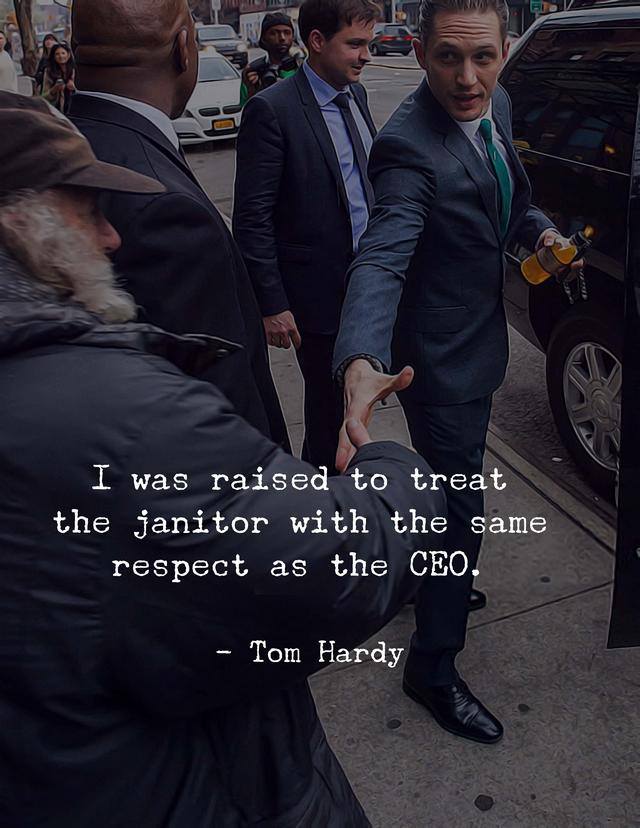 I was raised to treat
the janitor with the same
respect as the CEO.
- Tom Hardy